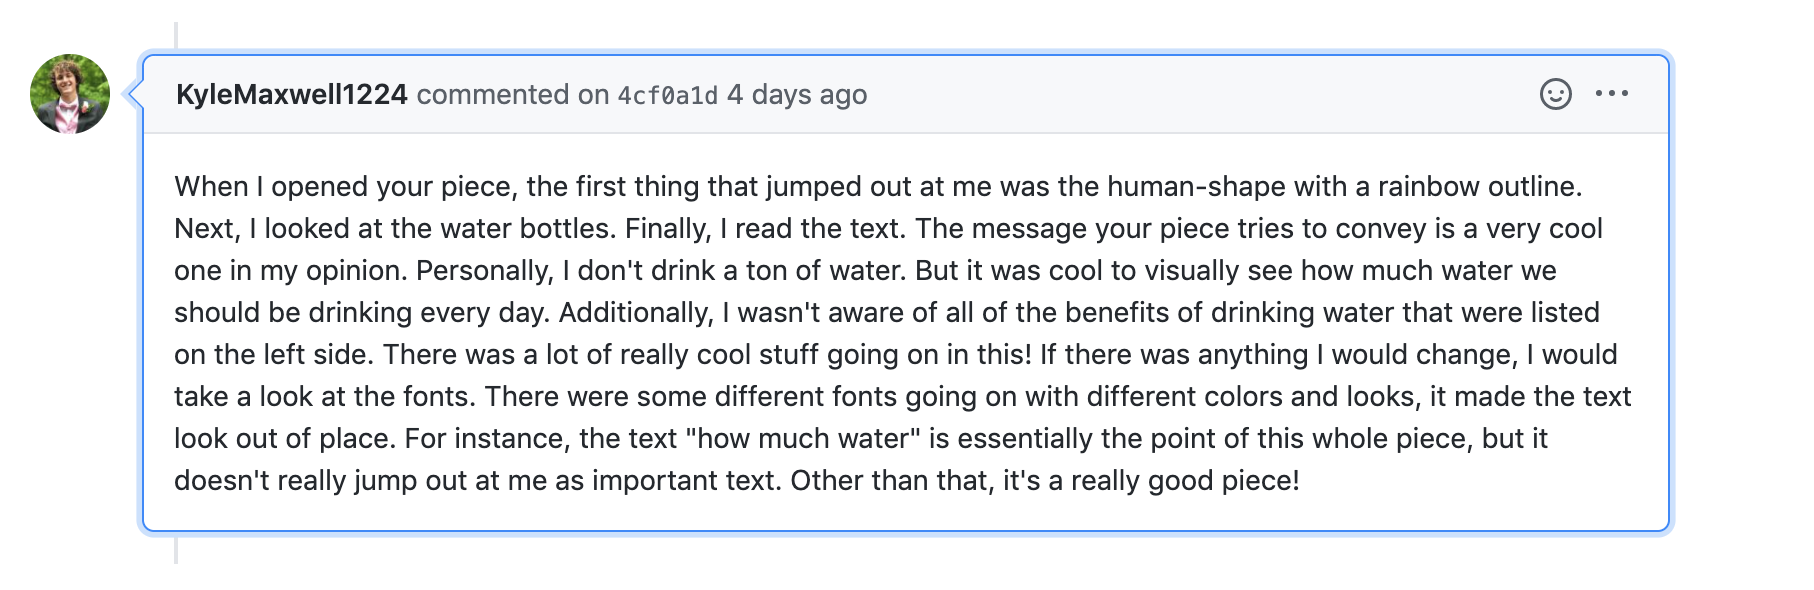 KyleMaxwell1224 commented on 4cf0a1d 4 days ago
When I opened your piece, the first thing that jumped out at me was the human-shape with a rainbow outline.
Next, I looked at the water bottles. Finally, I read the text. The message your piece tries to convey is a very cool
one in my opinion. Personally, I don't drink a ton of water. But it was cool to visually see how much water we
should be drinking every day. Additionally, I wasn't aware of all of the benefits of drinking water that were listed
on the left side. There was a lot of really cool stuff going on in this! If there was anything I would change, I would
take a look at the fonts. There were some different fonts going on with different colors and looks, it made the text
look out of place. For instance, the text "how much water" is essentially the point of this whole piece, but it
doesn't really jump out at me as important text. Other than that, it's a really good piece!